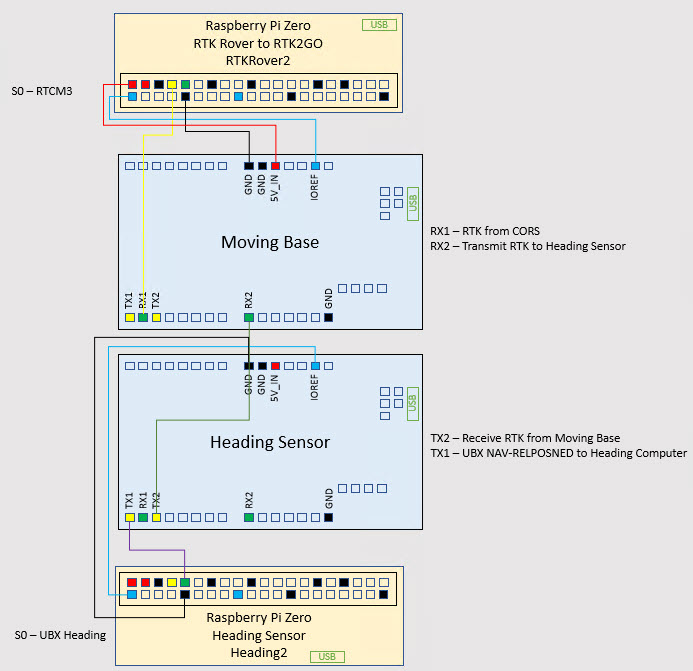 Raspberry Pi Zero
USB
RTK Rover to RTK2GO
RTKRover2
S0 – RTCM3
GND
GND
5V_IN
IOREF
USB
Moving Base
RX1 – RTK from CORS
RX2 – Transmit RTK to Heading Sensor
TX1
RX1
TX2
RX2
GND
GND
GND
5V_IN
IOREF
USB
Heading Sensor
TX2 – Receive RTK from Moving Base
TX1 – UBX NAV-RELPOSNED to Heading Computer
TX1
RX1
TX2
RX2
GND
Raspberry Pi Zero
S0 – UBX Heading
Heading Sensor
Heading2
USB